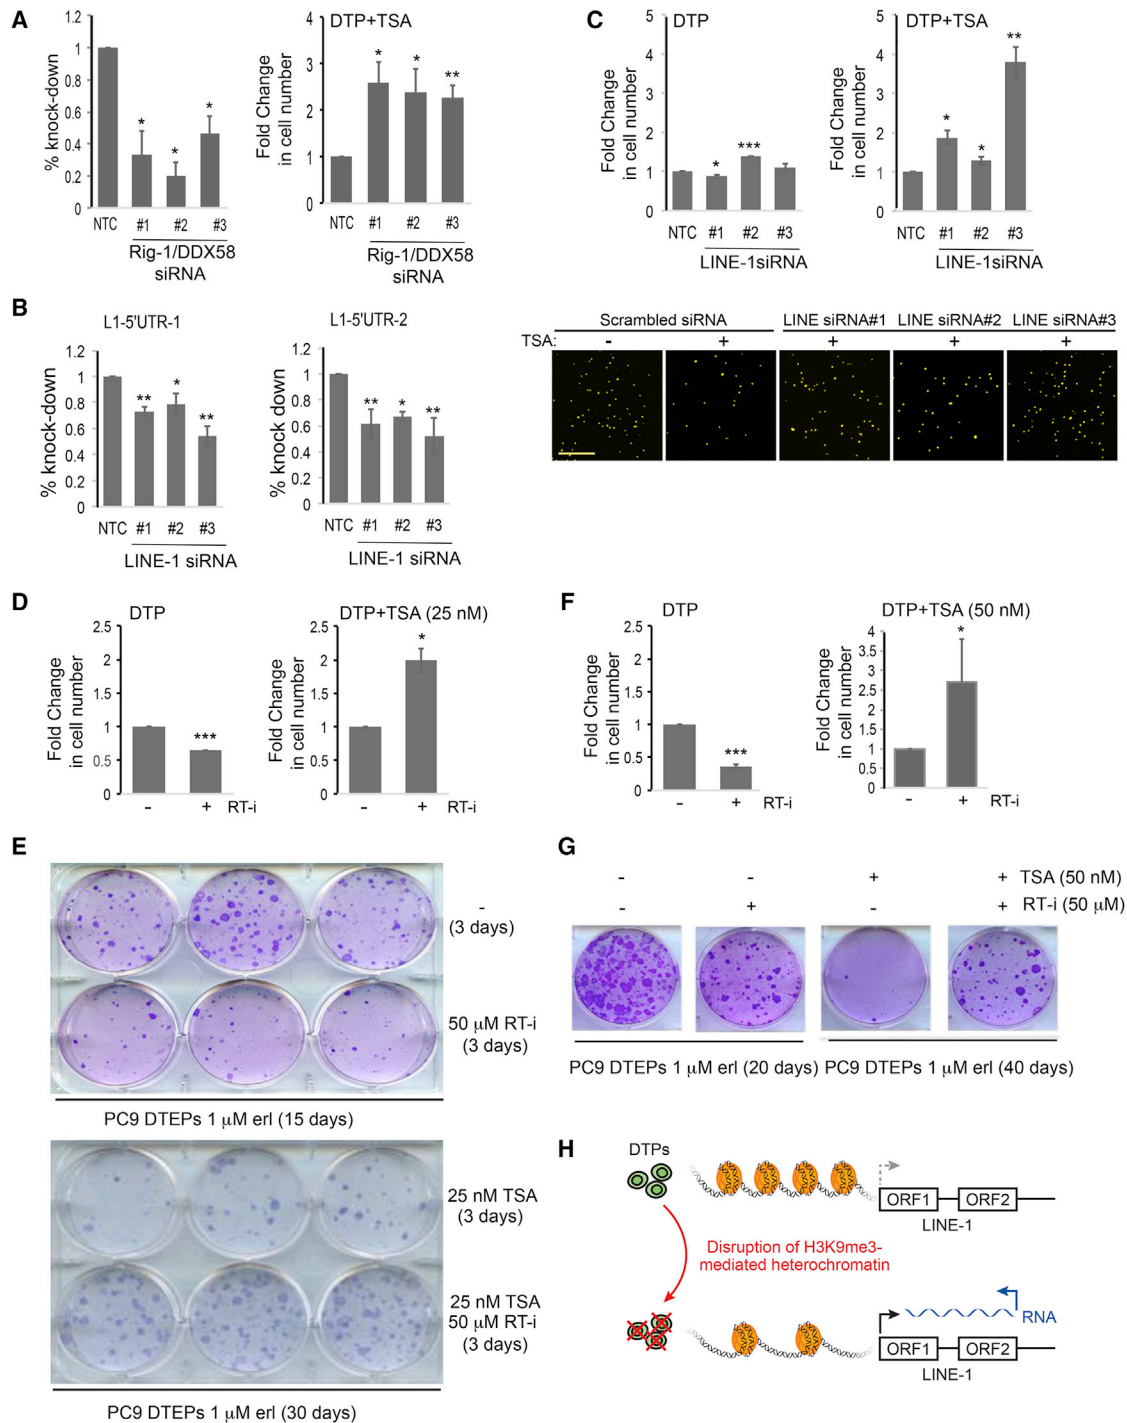 A
% knock-down
1.2
1
0.8
0.6
0.4
0.2
0
*
*
*
NTC #1 #2 #3
Rig-1/DDX58
siRNA
DTP+TSA
Fold Change
in cell number
4
3
2
1
0
*
*
**
NTC #1 #2 #3
Rig-1/DDX58
siRNA
C
DTP
Fold Change
in cell number
5
4
3
2
1
0
*
***
NTC #1 #2 #3
LINE-1siRNA
DTP+TSA
Fold Change
in cell number
5
4
3
2
1
0
*
*
**
NTC #1 #2 #3
LINE-1siRNA
Scrambled siRNA LINE siRNA#1 LINE siRNA#2 LINE siRNA#3
TSA: - + + + +
B
L1-5'UTR-1
% knock-down
1.2
1
0.8
0.6
0.4
0.2
0
**
*
**
NTC #1 #2 #3
LINE-1 siRNA
L1-5'UTR-2
% knock down
1.2
1
0.8
0.6
0.4
0.2
0
**
*
**
NTC #1 #2 #3
LINE-1 siRNA
D
DTP
Fold Change
in cell number
2.5
2
1.5
1
0.5
0
***
- + RT-i
DTP+TSA (25 nM)
Fold Change
in cell number
2.5
2
1.5
1
0.5
0
*
- + RT-i
F
DTP
Fold Change
in cell number
2.5
2
1.5
1
0.5
0
***
- + RT-i
DTP+TSA (50 nM)
Fold Change
in cell number
4
3.5
3
2.5
2
1.5
1
0.5
0
*
- + RT-i
E
-
(3 days)
50 μM RT-i
(3 days)
PC9 DTEPs 1 μM erl (15 days)
25 nM TSA
(3 days)
25 nM TSA
50 μM RT-i
(3 days)
PC9 DTEPs 1 μM erl (30 days)
G
- - + + TSA (50 nM)
- + - + RT-i (50 μM)
PC9 DTEPs 1 μM erl (20 days) PC9 DTEPs 1 μM erl (40 days)
H
DTPs
ORF1 ORF2
LINE-1
Disruption of H3K9me3-
mediated heterochromatin
RNA
ORF1 ORF2
LINE-1